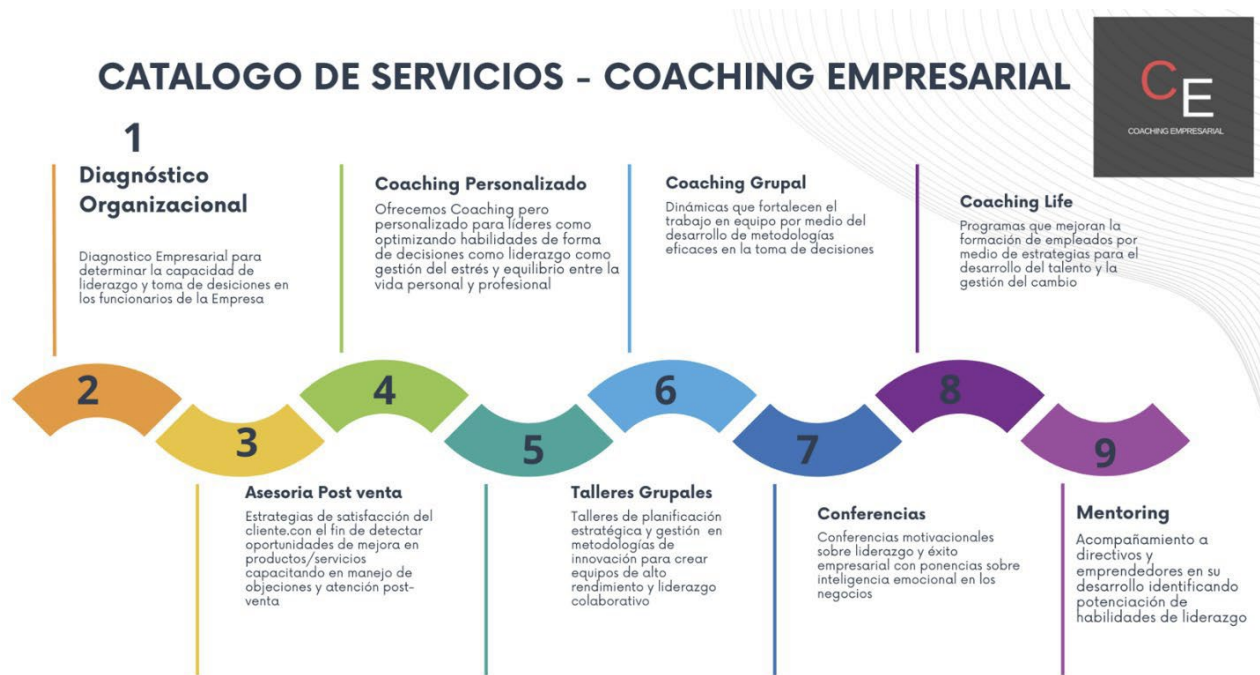 CATALOGO DE SERVICIOS - COACHING EMPRESARIAL
CE
COACHING EMPRESARIAL
1
Diagnóstico
Organizacional
Diagnostico Empresarial para
determinar la capacidad de
liderazgo y toma de desiciones en
los funcionarios de la Empresa
Coaching Personalizado
Ofrecemos Coaching pero
personalizado para líderes como
optimizando habilidades de forma
de decisiones como liderazgo como
gestión del estrés y equilibrio entre la
vida personal y profesional
Coaching Grupal
Dinámicas que fortalecen el
trabajo en equipo por medio del
desarrollo de metodologías
eficaces en la toma de decisiones
Coaching Life
Programas que mejoran la
formación de empleados por
medio de estrategias para el
desarrollo del talento y la
gestión del cambio
2
3
4
5
6
7
8
9
Asesoria Post venta
Estrategias de satisfacción del
cliente.con el fin de detectar
oportunidades de mejora en
productos/servicios
capacitando en manejo de
objeciones y atención post-
venta
Talleres Grupales
Talleres de planificación
estratégica y gestión en
metodologías de
innovación para crear
equipos de alto
rendimiento y liderazgo
colaborativo
Conferencias
Conferencias motivacionales
sobre liderazgo y éxito
empresarial con ponencias sobre
inteligencia emocional en los
negocios
Mentoring
Acompañamiento a
directivos y
emprendedores en su
desarrollo identificando
potenciación de
habilidades de liderazgo